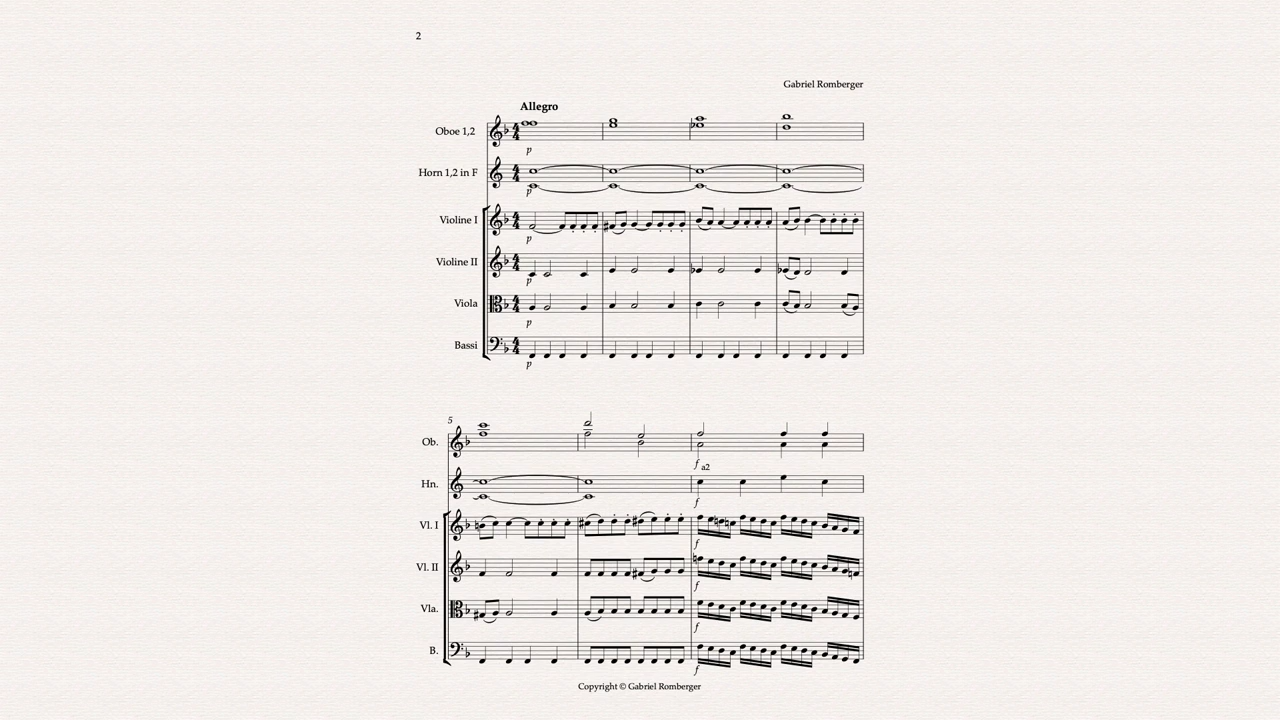 2
Gabriel Romberger
Allegro
Oboe 1,2
p
Horn 1,2 in F
p
Violine I
p
Violine II
p
Viola
p
Bassi
p
5
Ob.
f
a2
Hn.
f
Vl. I
f
Vl. II
f
Vla.
f
B.
f
Copyright © Gabriel Romberger